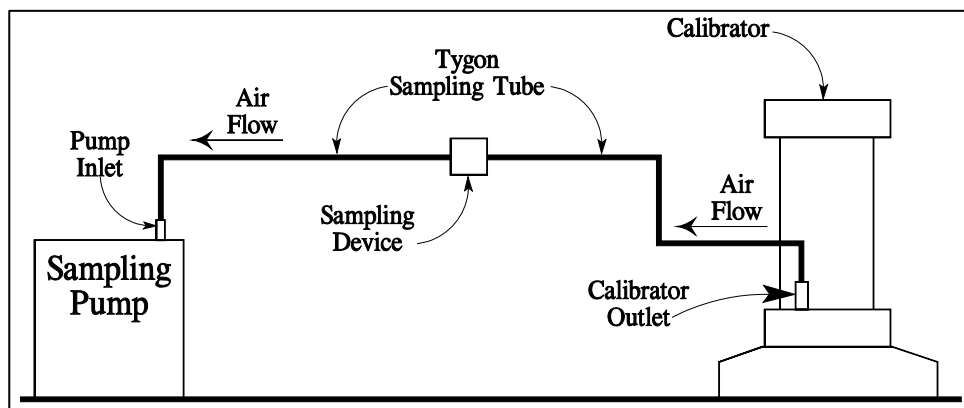 Calibrator
Tygon
Sampling Tube
Air
Flow
Pump
Inlet
Air
Flow
Sampling
Device
Sampling
Pump
Calibrator
Outlet